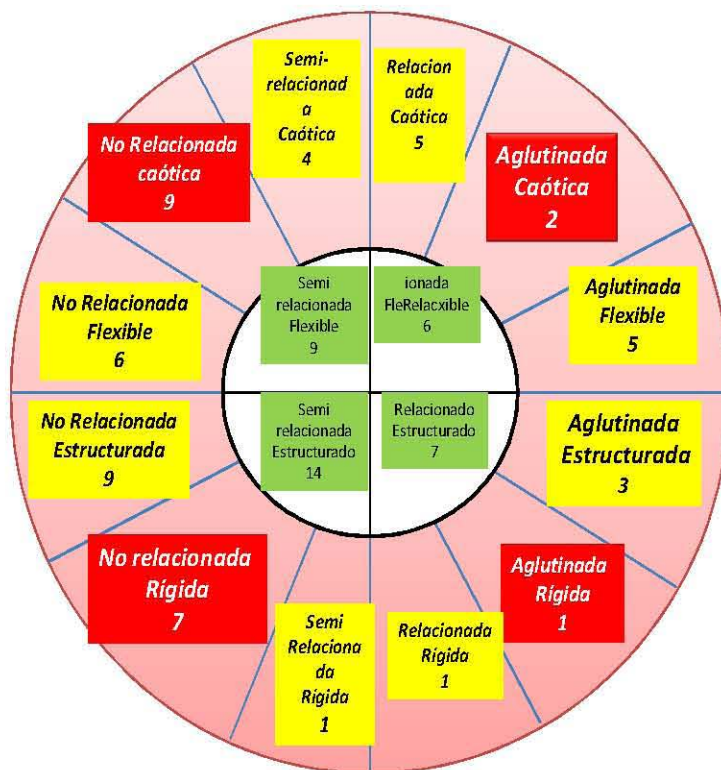 Semi-
relacionad
a
Caótica
4
Relacion
ada
Caótica
5
No Relacionada
caótica
9
Aglutinada
Caótica
2
Semi
relacionada
Flexible
9
ionada
FleRelacxible
6
No Relacionada
Flexible
6
Aglutinada
Flexible
5
No Relacionada
Estructurada
9
Semi
relacionada
Estructurado
14
Relacionado
Estructurado
7
Aglutinada
Estructurada
3
No relacionada
Rígida
7
Aglutinada
Rígida
1
Semi
Relaciona
da
Rígida
1
Relacionada
Rígida
1